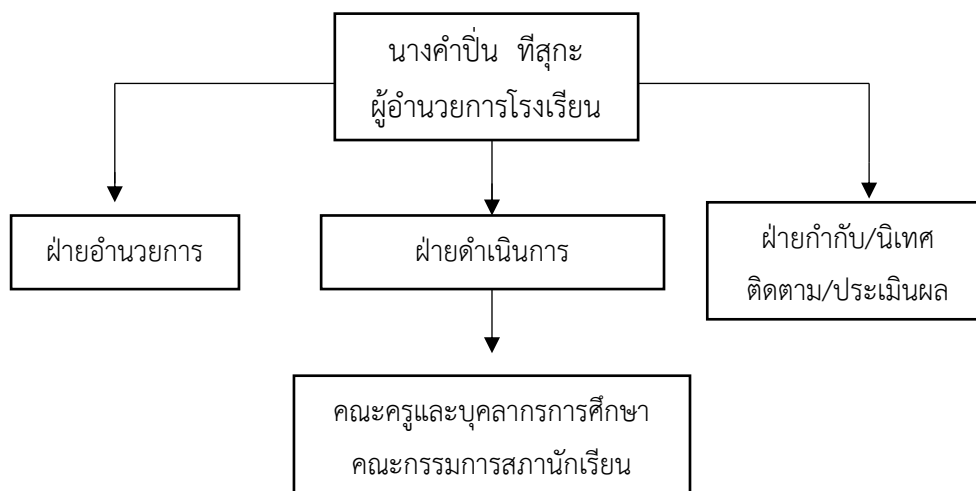 นางคำปิ่น ทีสุกะ
ผู้อำนวยการโรงเรียน
ฝ่ายอำนวยการ
ฝ่ายดำเนินการ
ฝ่ายกำกับ/นิเทศ
ติดตาม/ประเมินผล
คณะครูและบุคลากรการศึกษา
คณะกรรมการสภานักเรียน